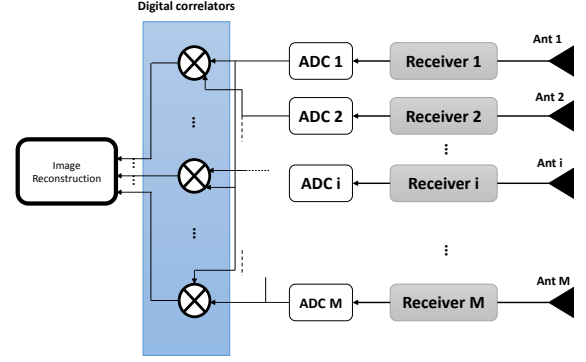 Digital correlators
Ant 1
ADC 1
Receiver 1
Ant 2
ADC 2
Receiver 2
Image
Reconstruction
Ant i
ADC i
Receiver i
Ant M
ADC M
Receiver M